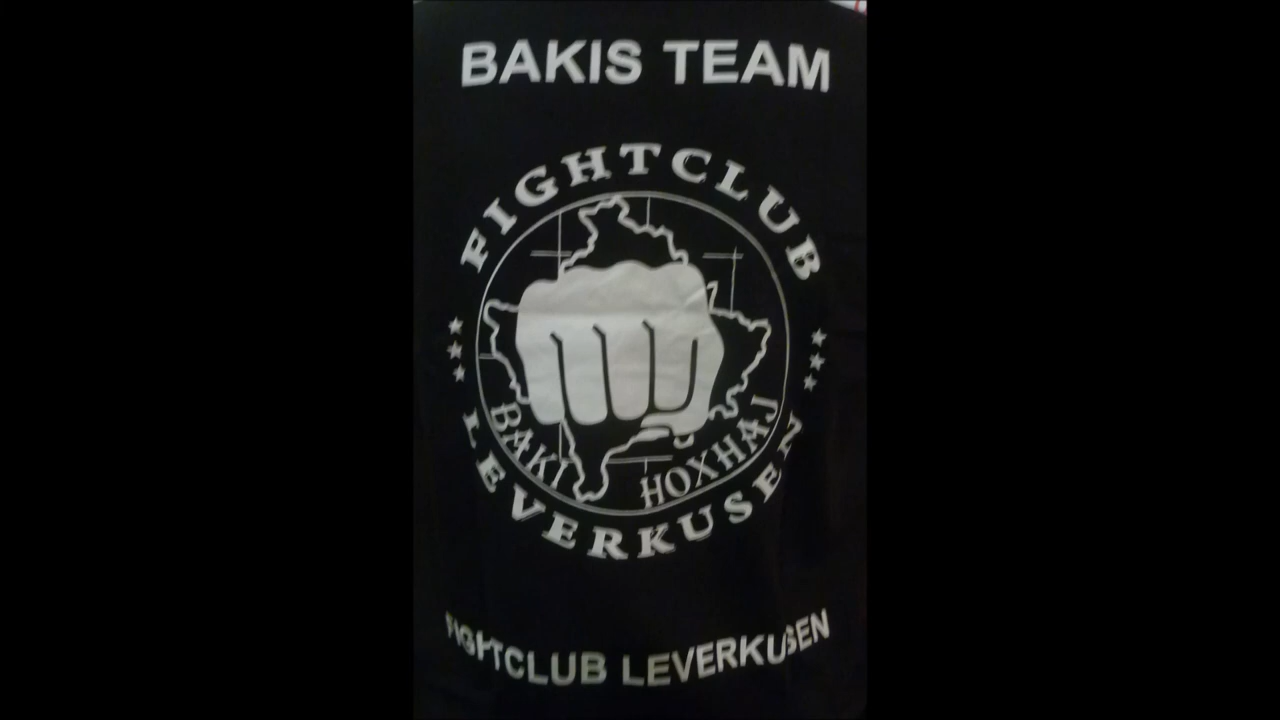 BAKIS TEAM
FIGHTCLUB
BAKI HOXHAJ
LEVERKUSEN
FIGHTCLUB LEVERKUSEN